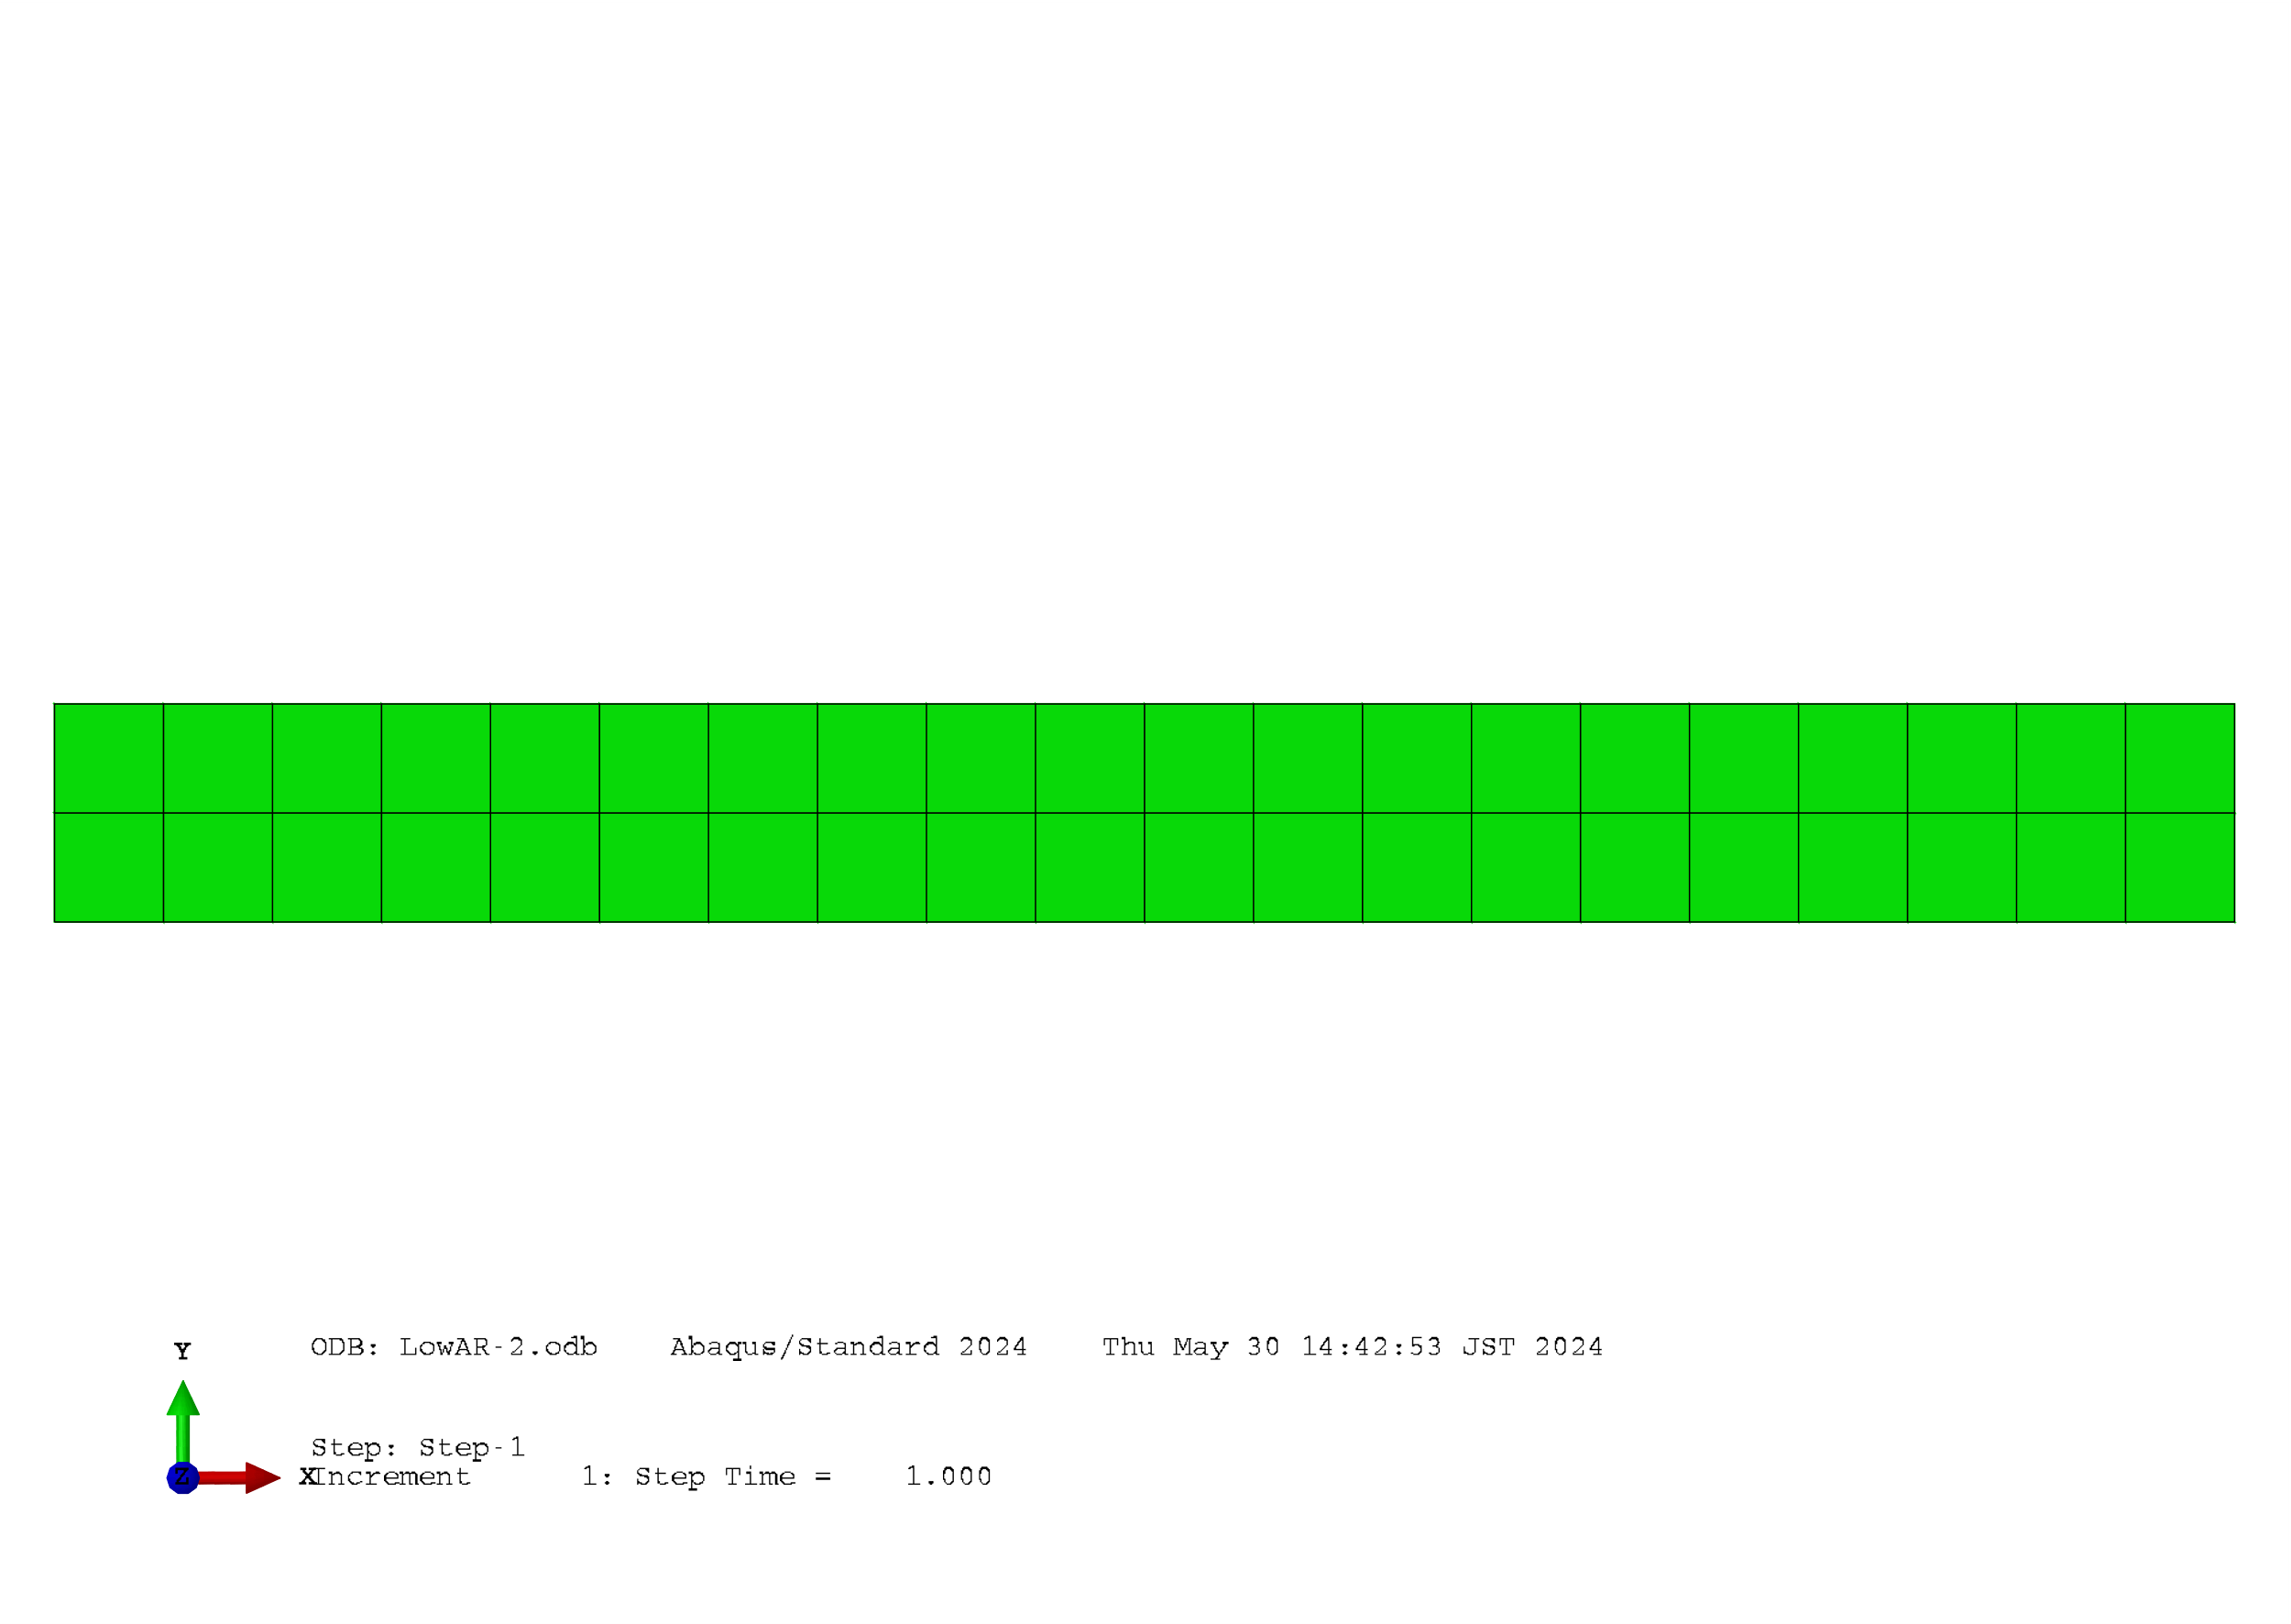 Y
ODB: LowAR-2.odb    Abaqus/Standard 2024    Thu May 30 14:42:53 JST 2024
Step: Step-1
Z
X
Increment      1: Step Time =    1.000